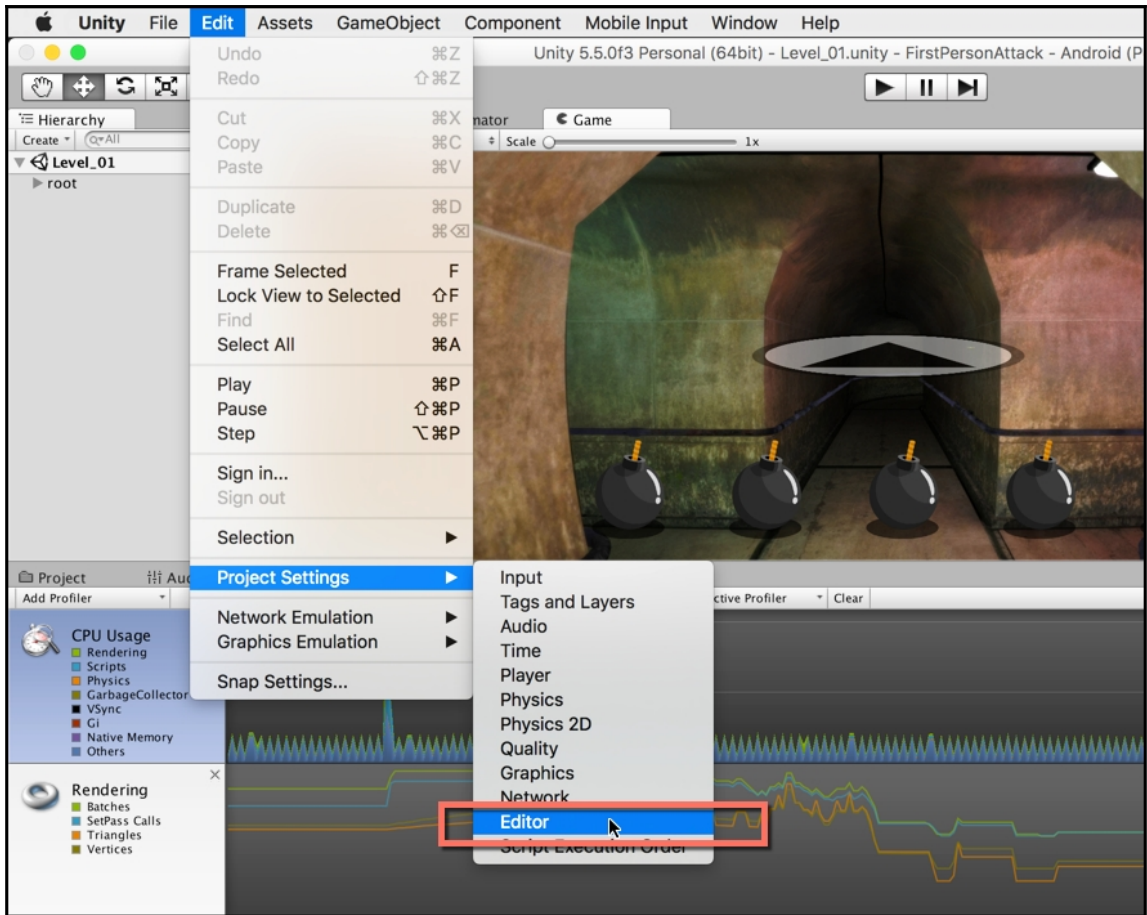 Unity File Edit Assets GameObject Component Mobile Input Window Help
Unity 5.5.0f3 Personal (64bit) - Level_01.unity - FirstPersonAttack - Android (P
Hierarchy
Create All
Level_01
root
Undo ⌘Z
Redo ⇧⌘Z
Cut ⌘X
Copy ⌘C
Paste ⌘V
Duplicate ⌘D
Delete ⌘⌫
Frame Selected F
Lock View to Selected ⇧F
Find ⌘F
Select All ⌘A
Play ⌘P
Pause ⇧⌘P
Step ⌥⌘P
Sign in...
Sign out
Selection
Project Settings
Network Emulation
Graphics Emulation
Snap Settings...
mator Game
Scale 1x
Input
Tags and Layers
Audio
Time
Player
Physics
Physics 2D
Quality
Graphics
Network
Editor
Script Execution Order
Project Au
Add Profiler
ctive Profiler Clear
CPU Usage
Rendering
Scripts
Physics
GarbageCollector
VSync
Gi
Native Memory
Others
Rendering
Batches
SetPass Calls
Triangles
Vertices